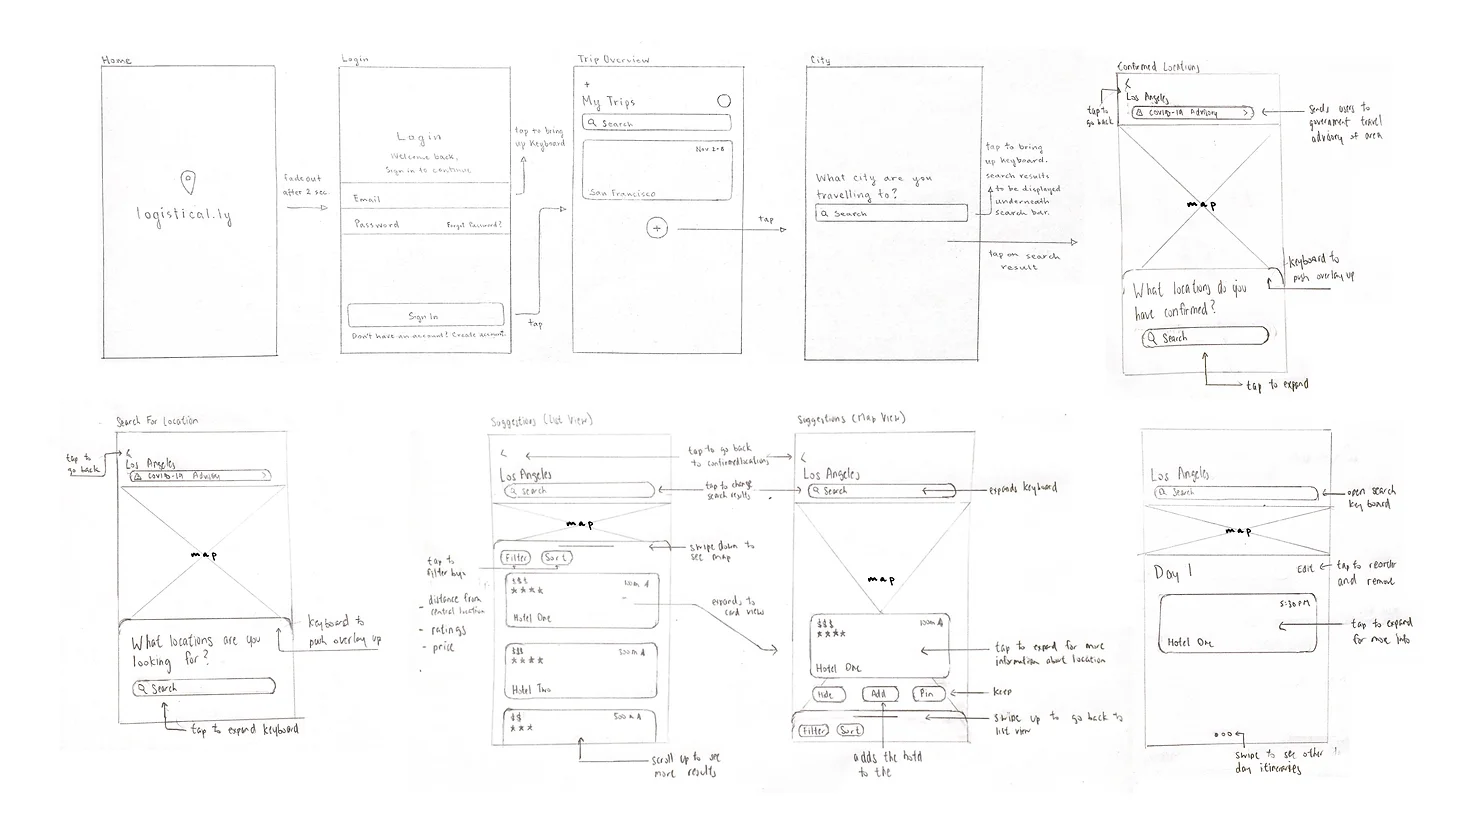 Home
logistical.ly
fade out
after 2 sec.
Login
Login
Welcome back,
Sign in to continue
Email
Password
Forgot Password?
Sign In
Don't have an account? Create account.
tap to bring
up keyboard
tap
Trip Overview
+
My Trips
Search
Nov 2-8
San Francisco
+
tap
City
What city are you
travelling to?
Search
tap to bring
up keyboard.
search results
to be displayed
underneath
search bar.
tap on search
result
Confirmed Locations
tap to
go back
Los Angeles
COVID-19 Advisory
sends users to
government travel
advisory of area
map
keyboard to
push overlay up
What locations do you
have confirmed?
Search
tap to expand
Search For Location
tap to
go back
Los Angeles
COVID-19 Advisory
map
keyboard to
push overlay up
What locations are you
looking for?
Search
tap to expand keyboard
Suggestions (List View)
Los Angeles
Search
map
Filter
Sort
$$$
100m
Hotel One
$$$
300m
Hotel Two
$$
500m
tap to
filter by:
- distance from
central location
- ratings
- price
tap to go back
to confirmed locations
tap to change
search results
swipe down to
see map
expands to
card view
scroll up to see
more results
Suggestions (Map View)
Los Angeles
Search
expands keyboard
map
$$$
100m
Hotel One
Hide
Add
Pin
Filter
Sort
tap to expand for more
information about location
keep
swipe up to go back to
list view
adds the hotel
to the
Los Angeles
Search
open search
key board
map
Day 1
Edit
tap to reorder
and remove
5:30 PM
Hotel One
tap to expand
for more info
swipe to see other
day itineraries